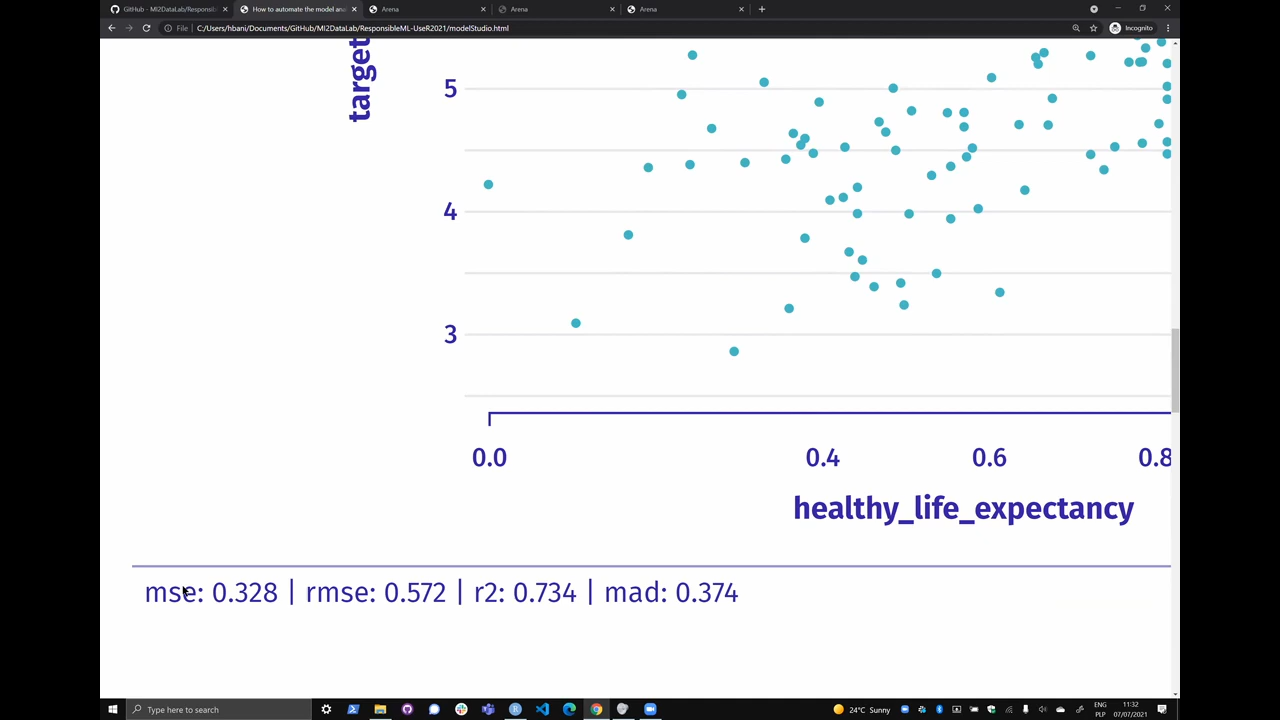 GitHub - MI2DataLab/Responsib
How to automate the model ana
Arena
Arena
Arena
File
C:/Users/hbani/Documents/GitHub/MI2DataLab/ResponsibleML-UseR2021/modelStudio.html
Incognito
target
5
4
3
0.0
0.4
0.6
0.8
healthy_life_expectancy
mse: 0.328 | rmse: 0.572 | r2: 0.734 | mad: 0.374
Type here to search
24°C Sunny
ENG
PLP
11:32
07/07/2021